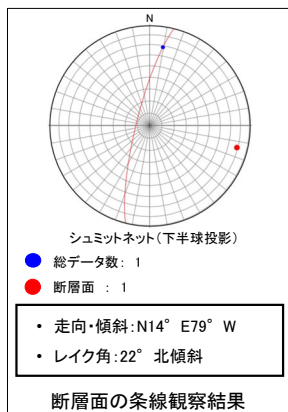 N
シュミットネット(下半球投影)
総データ数: 1
断層面 : 1
• 走向・傾斜:N14° E79° W
• レイク角:22° 北傾斜
断層面の条線観察結果